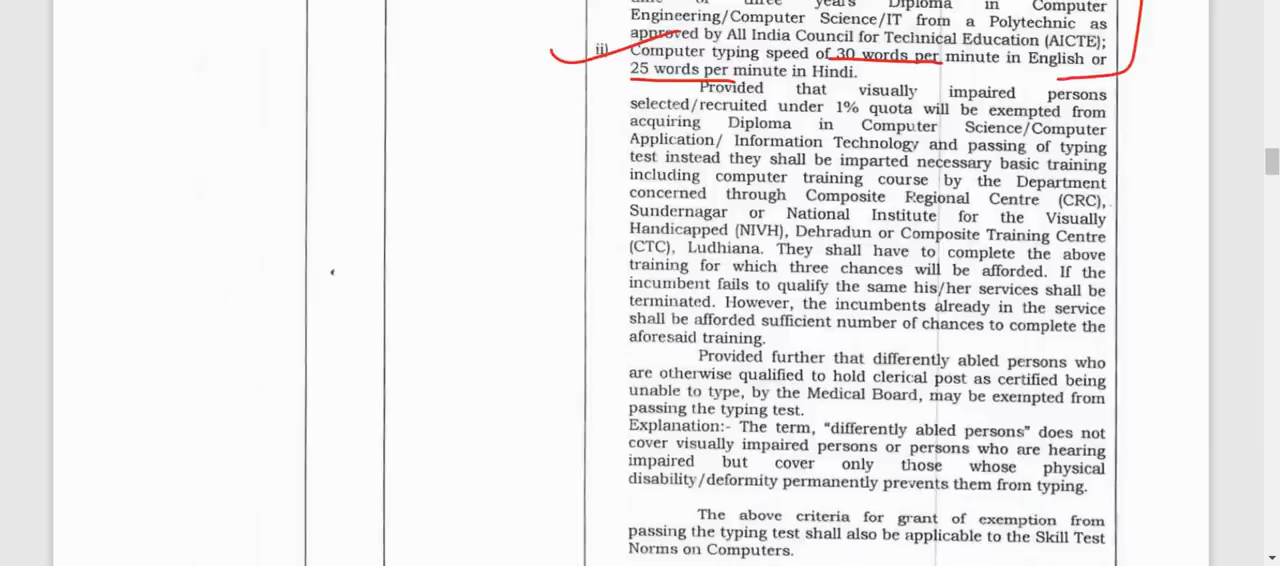 time or three years Diploma in Computer
Engineering/Computer Science/IT from a Polytechnic as
approved by All India Council for Technical Education (AICTE);
ii) Computer typing speed of 30 words per minute in English or
25 words per minute in Hindi.
Provided that visually impaired persons
selected/recruited under 1% quota will be exempted from
acquiring Diploma in Computer Science/Computer
Application/ Information Technology and passing of typing
test instead they shall be imparted necessary basic training
including computer training course by the Department
concerned through Composite Regional Centre (CRC),
Sundernagar or National Institute for the Visually
Handicapped (NIVH), Dehradun or Composite Training Centre
(CTC), Ludhiana. They shall have to complete the above
training for which three chances will be afforded. If the
incumbent fails to qualify the same his/her services shall be
terminated. However, the incumbents already in the service
shall be afforded sufficient number of chances to complete the
aforesaid training.
Provided further that differently abled persons who
are otherwise qualified to hold clerical post as certified being
unable to type, by the Medical Board, may be exempted from
passing the typing test.
Explanation:- The term, “differently abled persons” does not
cover visually impaired persons or persons who are hearing
impaired but cover only those whose physical
disability/deformity permanently prevents them from typing.
The above criteria for grant of exemption from
passing the typing test shall also be applicable to the Skill Test
Norms on Computers.